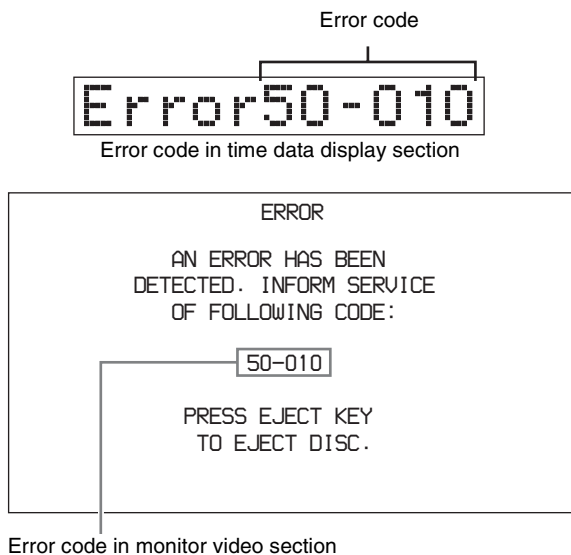 Error code
Error50-010
Error code in time data display section
ERROR
AN ERROR HAS BEEN
DETECTED. INFORM SERVICE
OF FOLLOWING CODE:
50-010
PRESS EJECT KEY
TO EJECT DISC.
Error code in monitor video section